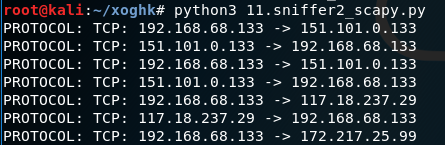 root@kali:~/xoghk# python3 11.sniffer2_scapy.py
PROTOCOL: TCP: 192.168.68.133 -> 151.101.0.133
PROTOCOL: TCP: 151.101.0.133 -> 192.168.68.133
PROTOCOL: TCP: 192.168.68.133 -> 151.101.0.133
PROTOCOL: TCP: 151.101.0.133 -> 192.168.68.133
PROTOCOL: TCP: 192.168.68.133 -> 117.18.237.29
PROTOCOL: TCP: 117.18.237.29 -> 192.168.68.133
PROTOCOL: TCP: 192.168.68.133 -> 172.217.25.99